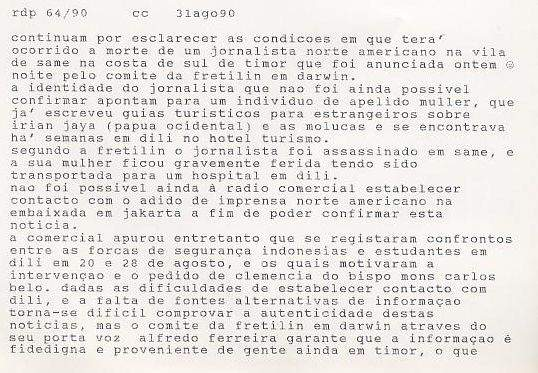 rdp 64/90 cc 31ago90
continuam por esclarecer as condicoes em que tera´
ocorrido a morte de um jornalista norte americano na vila
de same na costa de sul de timor que foi anunciada ontem
noite pelo comite da fretilin em darwin.
a identidade do jornalista que nao foi ainda possivel
confirmar apontam para um individuo de apelido muller, que
ja´ escreveu guias turisticos para estrangeiros sobre
irian jaya (papua ocidental) e as molucas e se encontrava
ha´ semanas em dili no hotel turismo.
segundo a fretilin o jornalista foi assassinado em same, e
a sua mulher ficou gravemente ferida tendo sido
transportada para um hospital em dili.
nao foi possivel ainda à radio comercial estabelecer
contacto com o adido de imprensa norte americano na
embaixada em jakarta a fim de poder confirmar esta
noticia.
a comercial apurou entretanto que se registaram confrontos
entre as forcas de segurança indonesias e estudantes em
dili em 20 e 28 de agosto, e os quais motivaram a
intervençao e o pedido de clemencia do bispo mons carlos
belo. dadas as dificuldades de estabelecer contacto com
dili, e a falta de fontes alternativas de informaçao
torna-se dificil comprovar a autenticidade destas
noticias, mas o comite da fretilin em darwin atraves do
seu porta voz alfredo ferreira garante que a informaçao é
fidedigna e proveniente de gente ainda em timor, o que